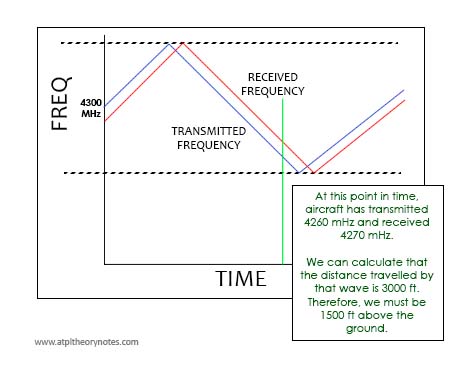 FREQ
4300
MHz
RECEIVED
FREQUENCY
TRANSMITTED
FREQUENCY
TIME
At this point in time,
aircraft has transmitted
4260 mHz and received
4270 mHz.
We can calculate that
the distance travelled by
that wave is 3000 ft.
Therefore, we must be
1500 ft above the
ground.
www.atpltheorynotes.com